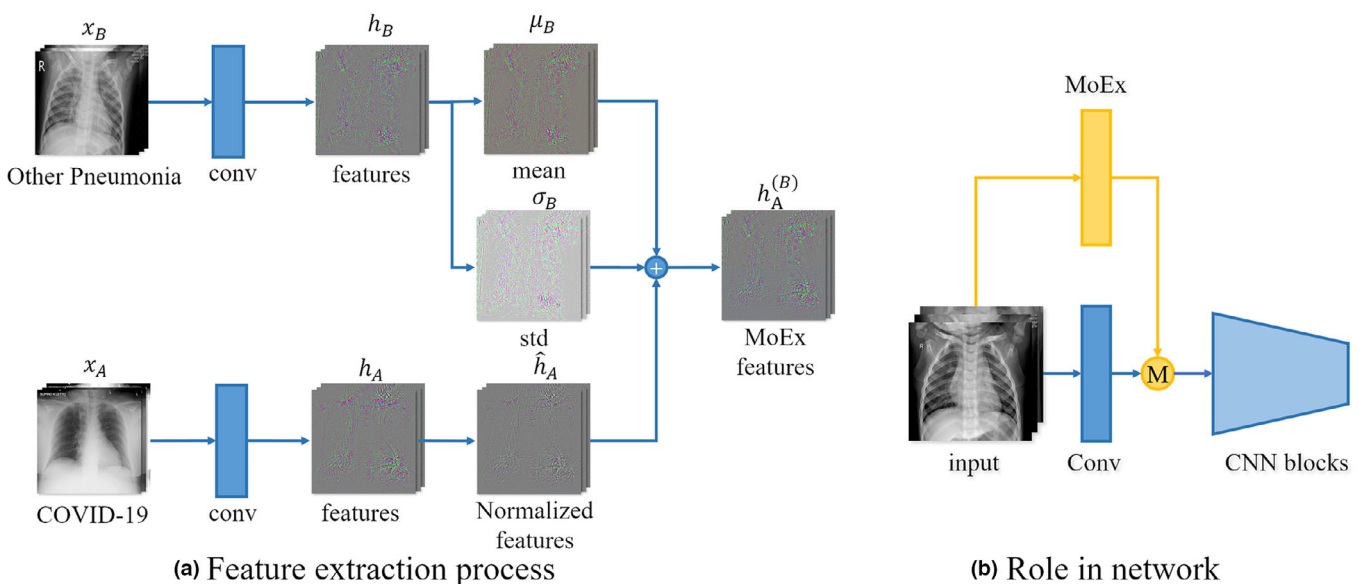 x_B
h_B
μ_B
R
Other Pneumonia
conv
features
mean
σ_B
h_A^(B)
+
std
MoEx
features
x_A
h_A
ĥ_A
COVID-19
conv
features
Normalized
features
(a) Feature extraction process
MoEx
M
input
Conv
CNN blocks
(b) Role in network